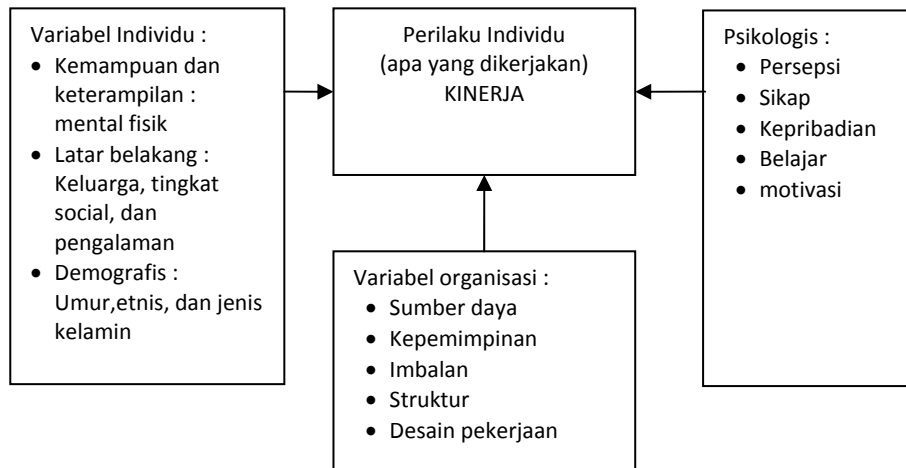 Variabel Individu :
• Kemampuan dan
keterampilan :
mental fisik
• Latar belakang :
Keluarga, tingkat
social, dan
pengalaman
• Demografis :
Umur,etnis, dan jenis
kelamin
Perilaku Individu
(apa yang dikerjakan)
KINERJA
Psikologis :
• Persepsi
• Sikap
• Kepribadian
• Belajar
• motivasi
Variabel organisasi :
• Sumber daya
• Kepemimpinan
• Imbalan
• Struktur
• Desain pekerjaan